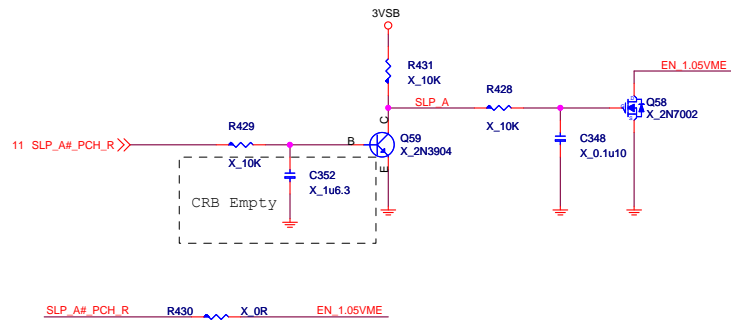 3VSB
R431
X_10K
EN_1.05VME
R428
SLP_A
Q58
X_2N7002
C
R429
B
Q59
X_10K
C348
11 SLP_A#_PCH_R
X_2N3904
X_0.1u10
X_10K
E
C352
X_1u6.3
CRB Empty
SLP_A#_PCH_R
R430
X_0R
EN_1.05VME